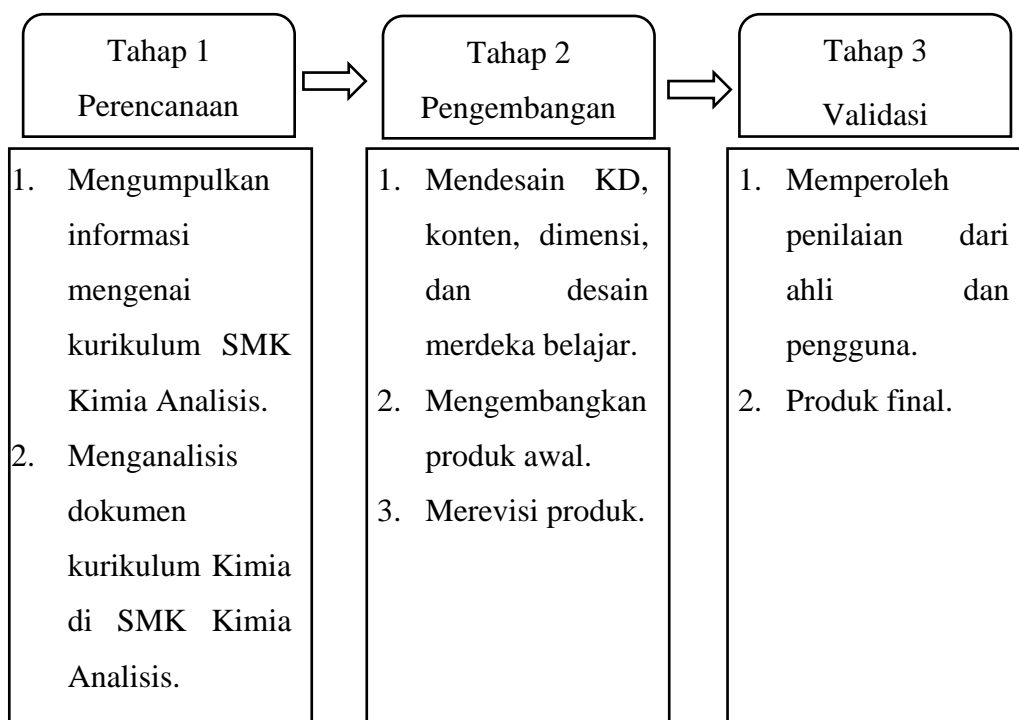 Tahap 1
Perencanaan
Tahap 2
Pengembangan
Tahap 3
Validasi
1. Mengumpulkan
informasi
mengenai
kurikulum SMK
Kimia Analisis.
2. Menganalisis
dokumen
kurikulum Kimia
di SMK Kimia
Analisis.
1. Mendesain KD,
konten, dimensi,
dan desain
merdeka belajar.
2. Mengembangkan
produk awal.
3. Merevisi produk.
1. Memperoleh
penilaian dari
ahli dan
pengguna.
2. Produk final.